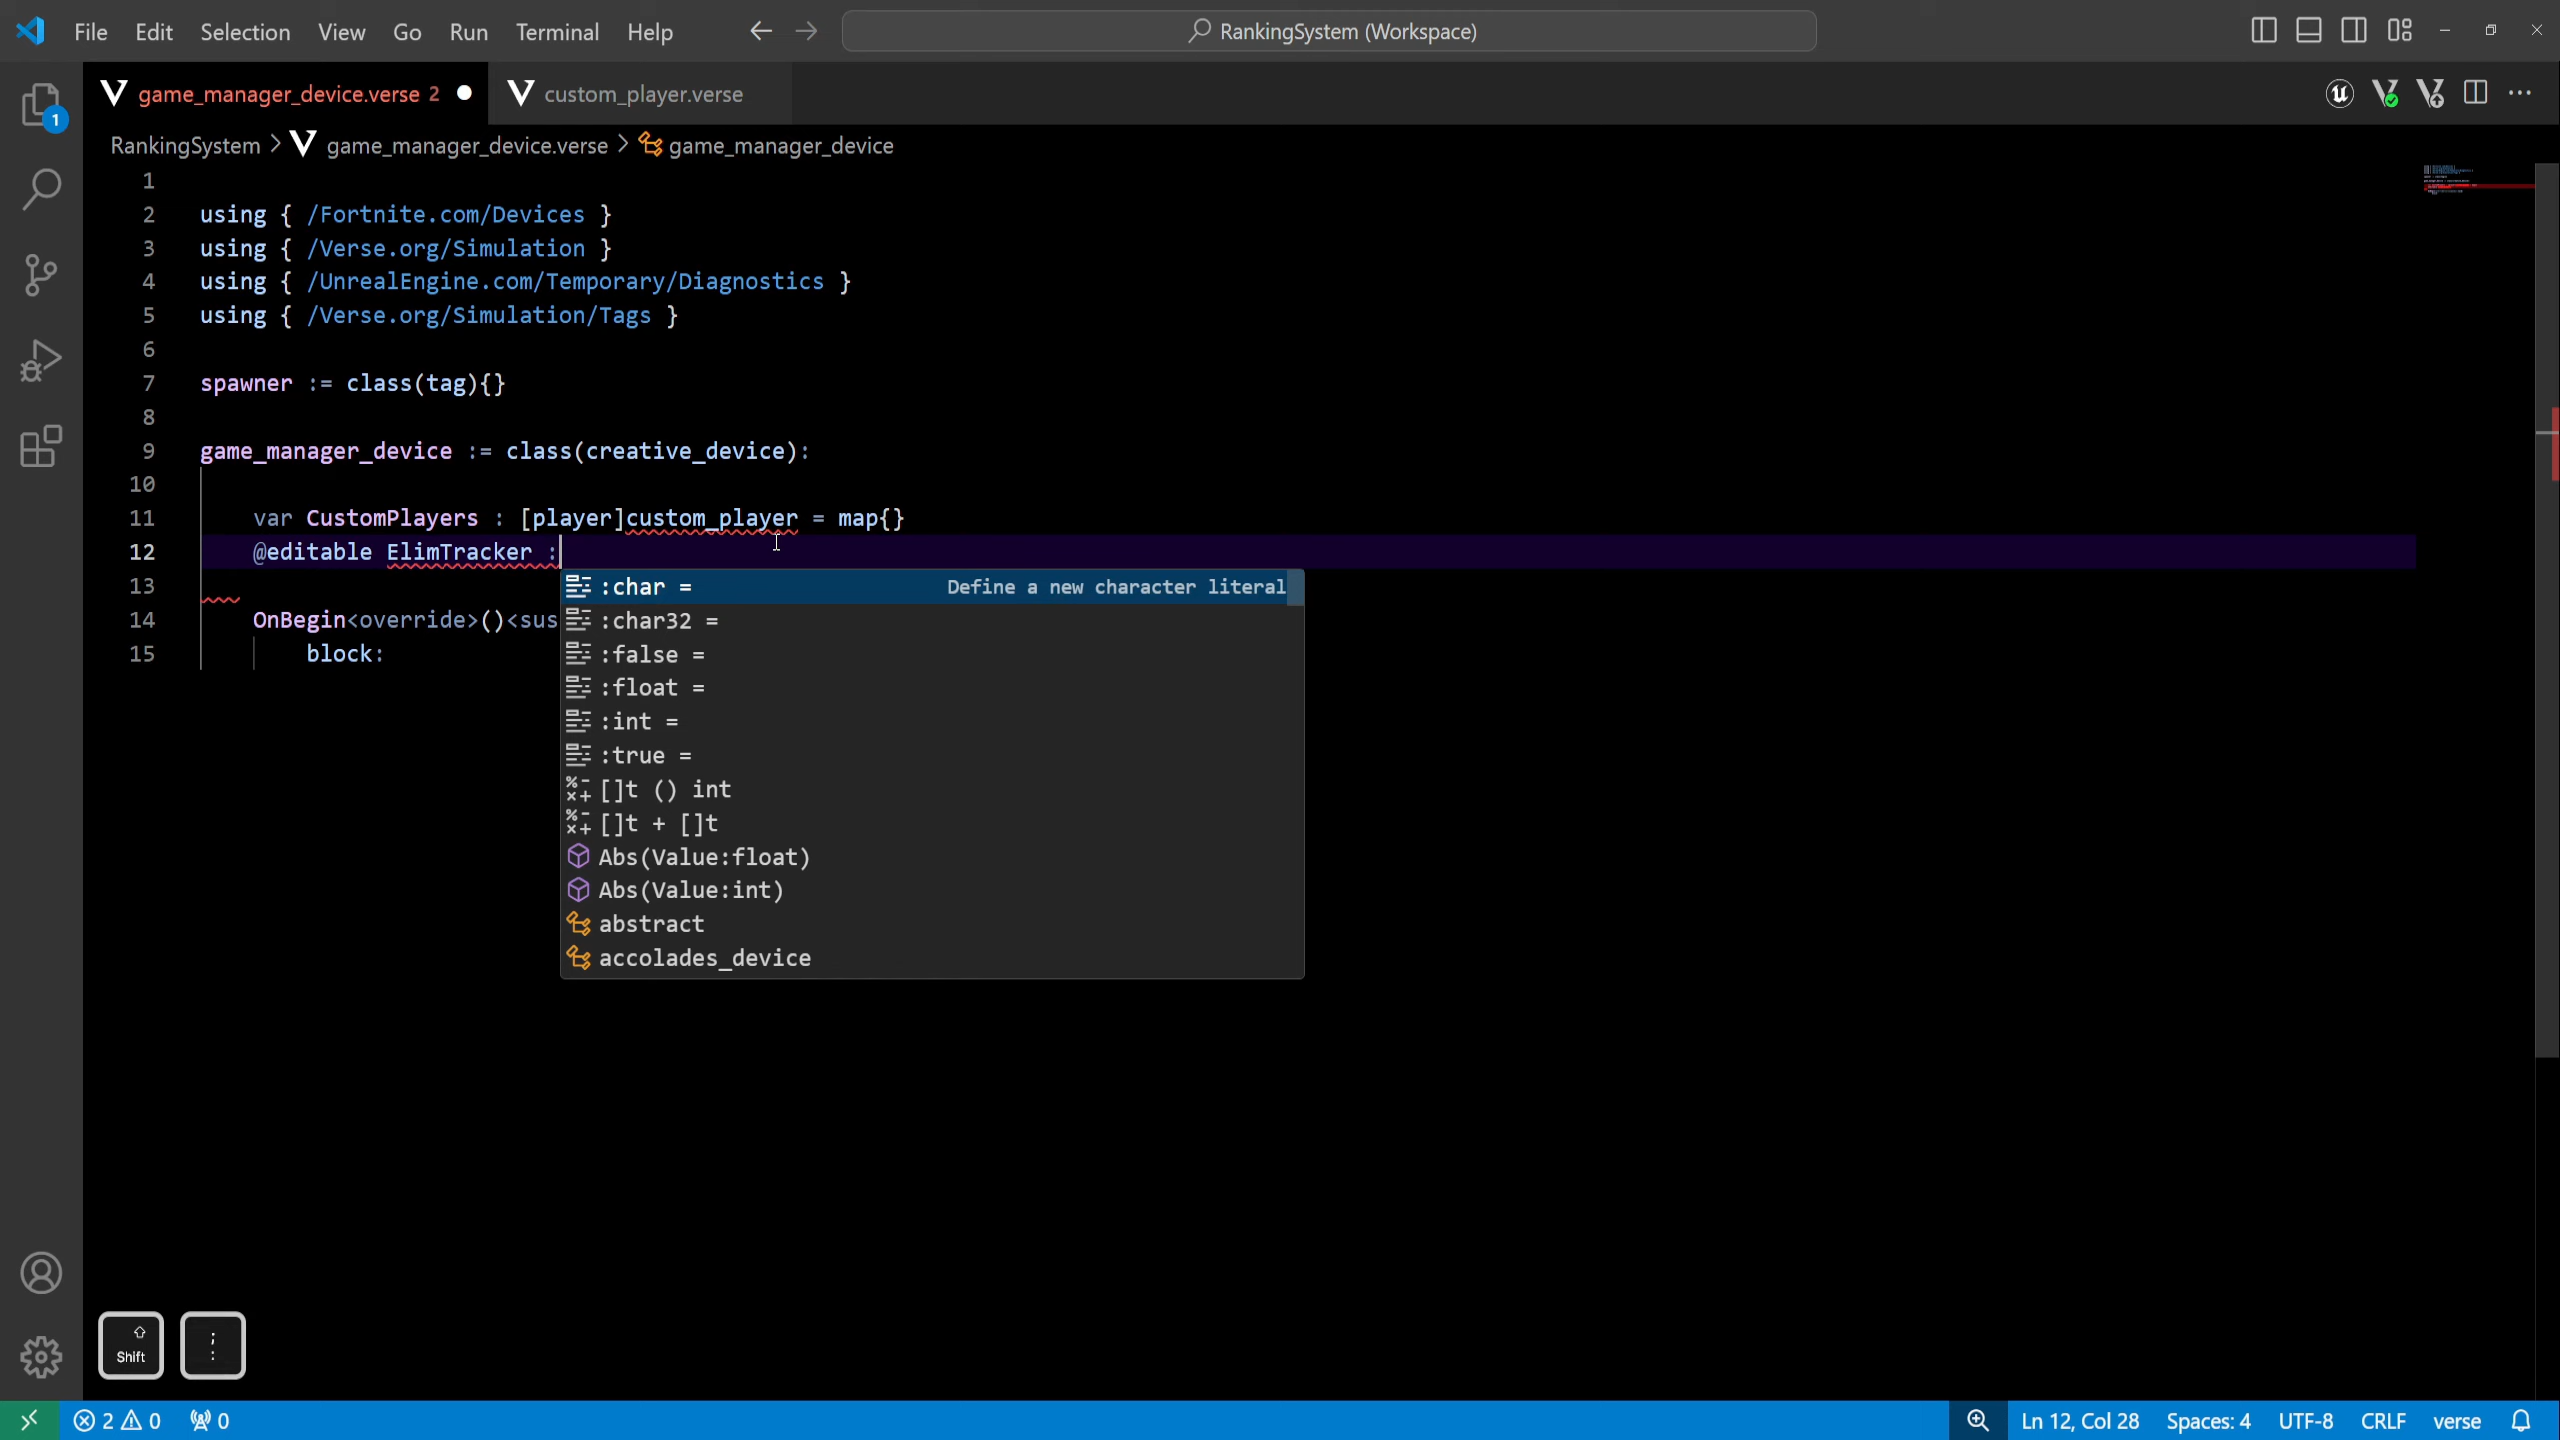 File Edit Selection View Go Run Terminal Help
RankingSystem (Workspace)
game_manager_device.verse 2
custom_player.verse
RankingSystem > game_manager_device.verse > game_manager_device
1
2 using { /Fortnite.com/Devices }
3 using { /Verse.org/Simulation }
4 using { /UnrealEngine.com/Temporary/Diagnostics }
5 using { /Verse.org/Simulation/Tags }
6
7 spawner := class(tag){}
8
9 game_manager_device := class(creative_device):
10
11 var CustomPlayers : [player]custom_player = map{}
12 @editable ElimTracker :
13
14 OnBegin<override>()<sus
15 block:
:char = Define a new character literal
:char32 =
:false =
:float =
:int =
:true =
[]t () int
[]t + []t
Abs(Value:float)
Abs(Value:int)
abstract
accolades_device
1
Shift
;
:
2 0 0
Ln 12, Col 28 Spaces: 4 UTF-8 CRLF verse